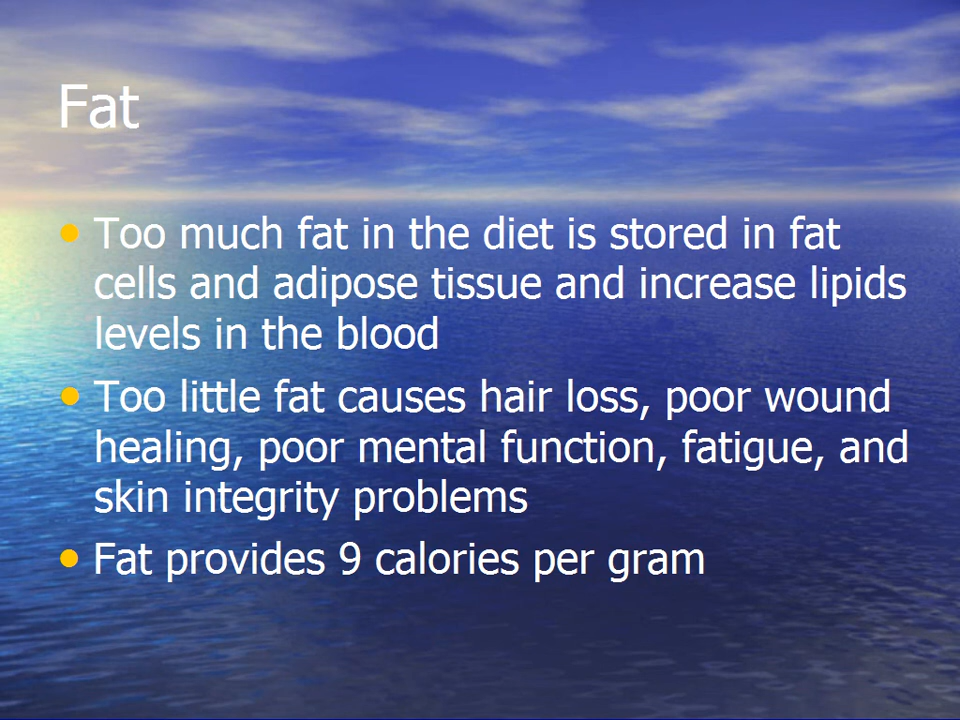 Fat
• Too much fat in the diet is stored in fat
cells and adipose tissue and increase lipids
levels in the blood
• Too little fat causes hair loss, poor wound
healing, poor mental function, fatigue, and
skin integrity problems
• Fat provides 9 calories per gram